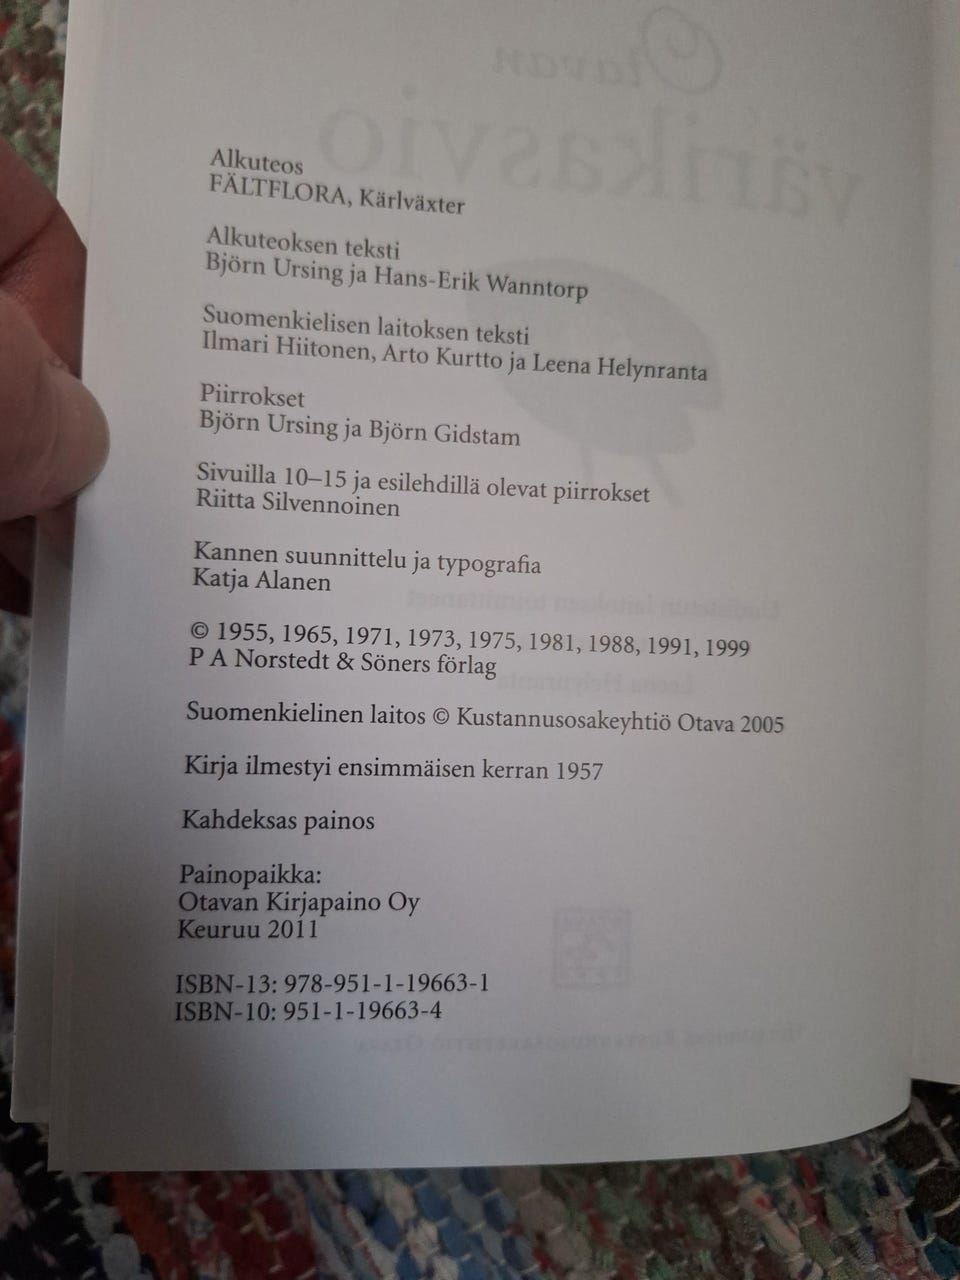 Otavan
värikasvio
Alkuteos
FÄLTFLORA, Kärlväxter
Alkuteoksen teksti
Björn Ursing ja Hans-Erik Wanntorp
Suomenkielisen laitoksen teksti
Ilmari Hiitonen, Arto Kurtto ja Leena Helynranta
Piirrokset
Björn Ursing ja Björn Gidstam
Sivuilla 10–15 ja esilehdillä olevat piirrokset
Riitta Silvennoinen
Kannen suunnittelu ja typografia
Katja Alanen
© 1955, 1965, 1971, 1973, 1975, 1981, 1988, 1991, 1999
P A Norstedt & Söners förlag
Leena Helynranta
Suomenkielinen laitos © Kustannusosakeyhtiö Otava 2005
Kirja ilmestyi ensimmäisen kerran 1957
Kahdeksas painos
Painopaikka:
Otavan Kirjapaino Oy
Keuruu 2011
ISBN-13: 978-951-1-19663-1
ISBN-10: 951-1-19663-4